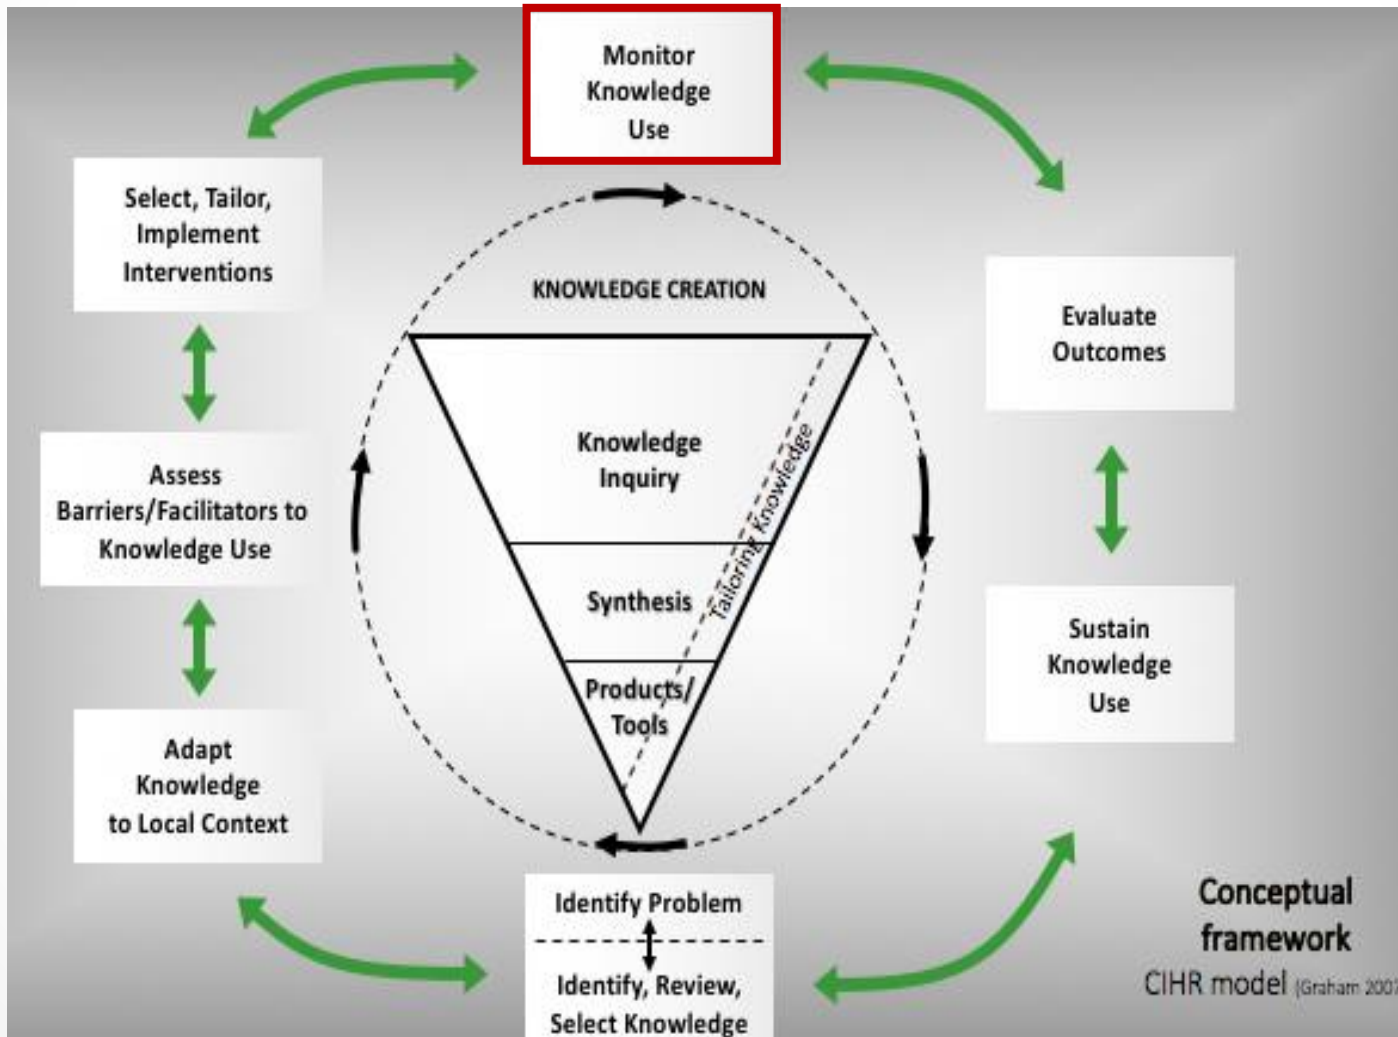 Monitor
Knowledge
Use
Select, Tailor,
Implement
Interventions
KNOWLEDGE CREATION
Evaluate
Outcomes
Knowledge
Inquiry
Tailoring Knowledge
Assess
Barriers/Facilitators to
Knowledge Use
Synthesis
Sustain
Knowledge
Use
Products/
Tools
Adapt
Knowledge
to Local Context
Identify Problem
Identify, Review,
Select Knowledge
Conceptual
framework
CIHR model (Graham 2007